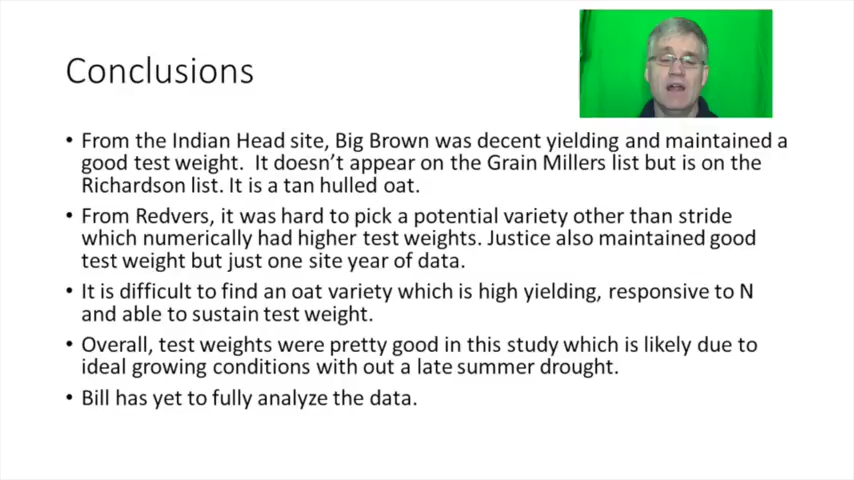 Conclusions
• From the Indian Head site, Big Brown was decent yielding and maintained a
good test weight.  It doesn't appear on the Grain Millers list but is on the
Richardson list. It is a tan hulled oat.
• From Redvers, it was hard to pick a potential variety other than stride
which numerically had higher test weights. Justice also maintained good
test weight but just one site year of data.
• It is difficult to find an oat variety which is high yielding, responsive to N
and able to sustain test weight.
• Overall, test weights were pretty good in this study which is likely due to
ideal growing conditions with out a late summer drought.
• Bill has yet to fully analyze the data.